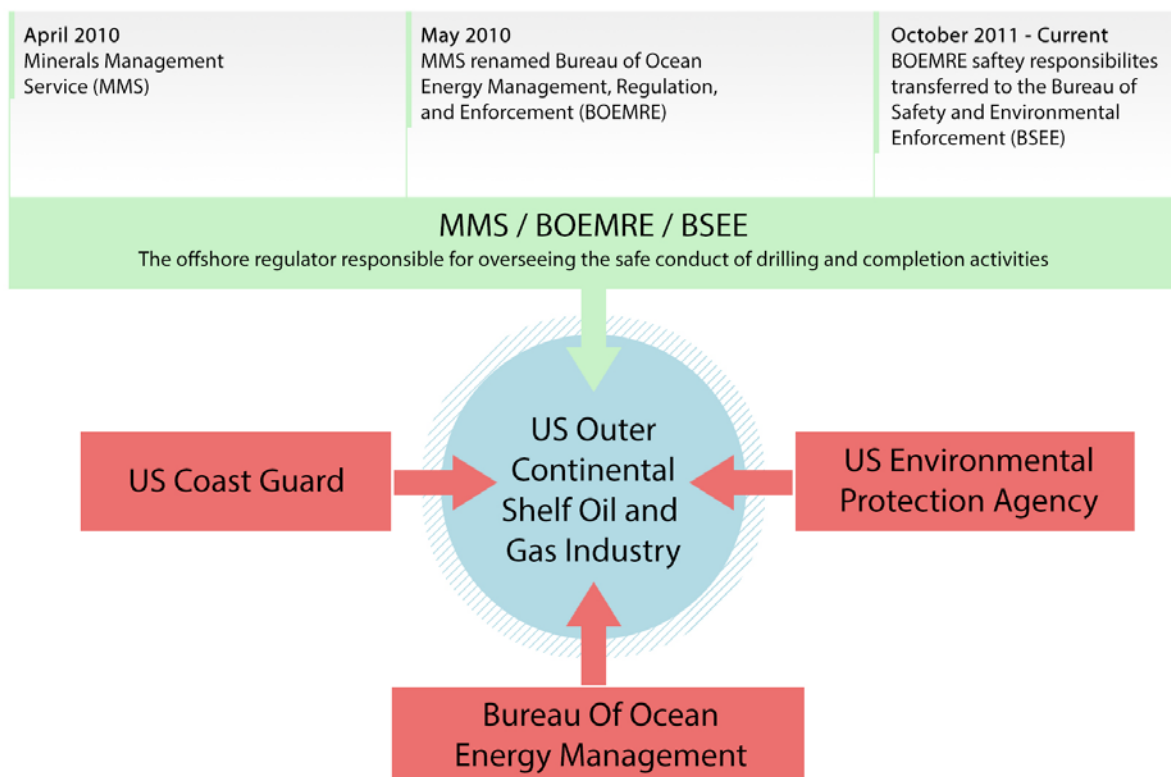 April 2010
Minerals Management
Service (MMS)
May 2010
MMS renamed Bureau of Ocean
Energy Management, Regulation,
and Enforcement (BOEMRE)
October 2011 - Current
BOEMRE saftey responsibilites
transferred to the Bureau of
Safety and Environmental
Enforcement (BSEE)
MMS / BOEMRE / BSEE
The offshore regulator responsible for overseeing the safe conduct of drilling and completion activities
US Coast Guard
US Outer
Continental
Shelf Oil and
Gas Industry
US Environmental
Protection Agency
Bureau Of Ocean
Energy Management